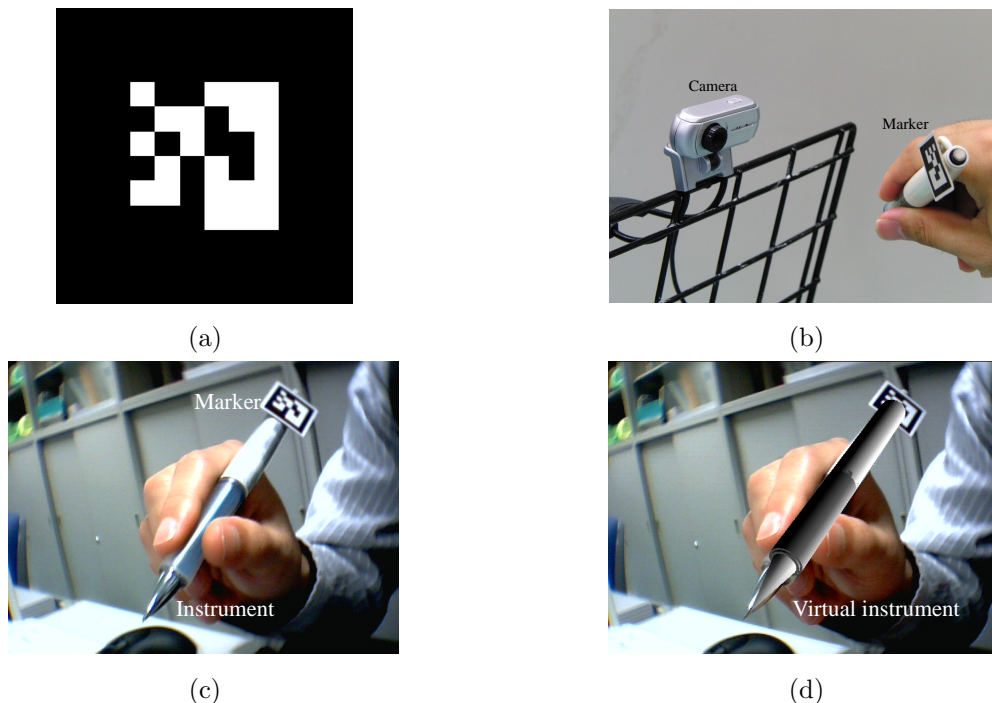 Camera
Marker
(a)
(b)
Marker
Instrument
Virtual instrument
(c)
(d)